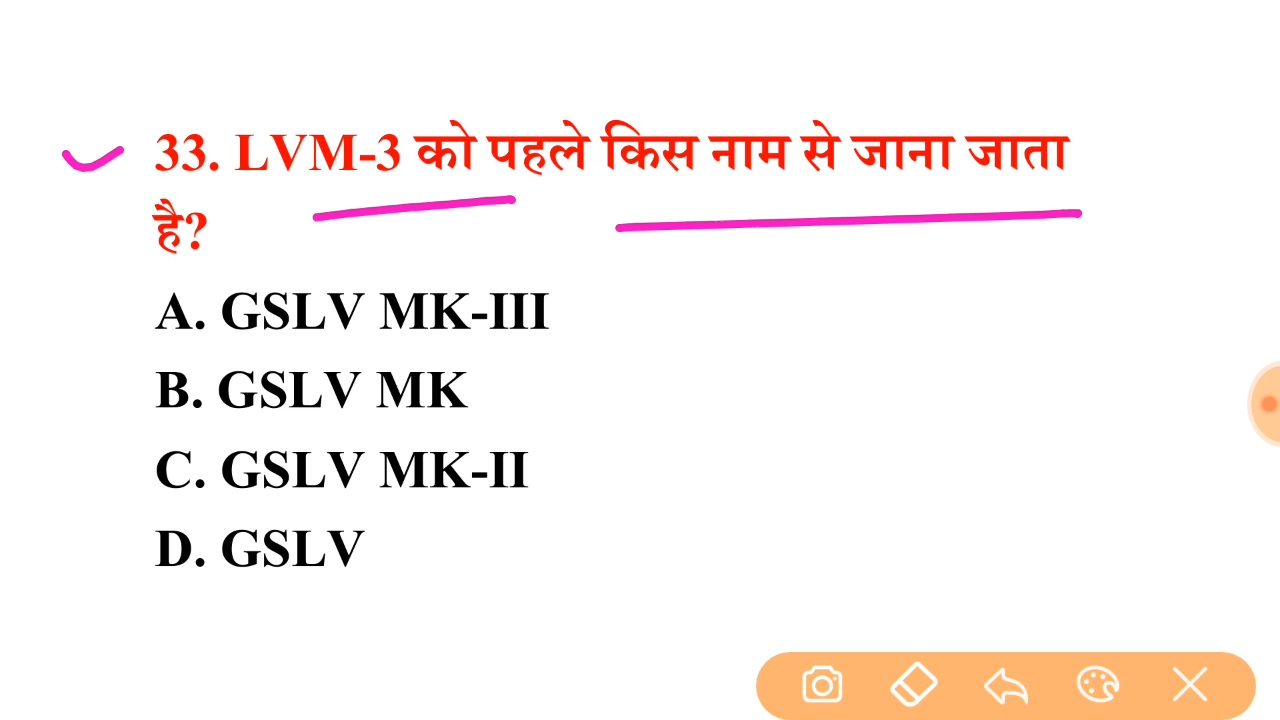 33. LVM-3 को पहले किस नाम से जाना जाता
है?
A. GSLV MK-III
B. GSLV MK
C. GSLV MK-II
D. GSLV